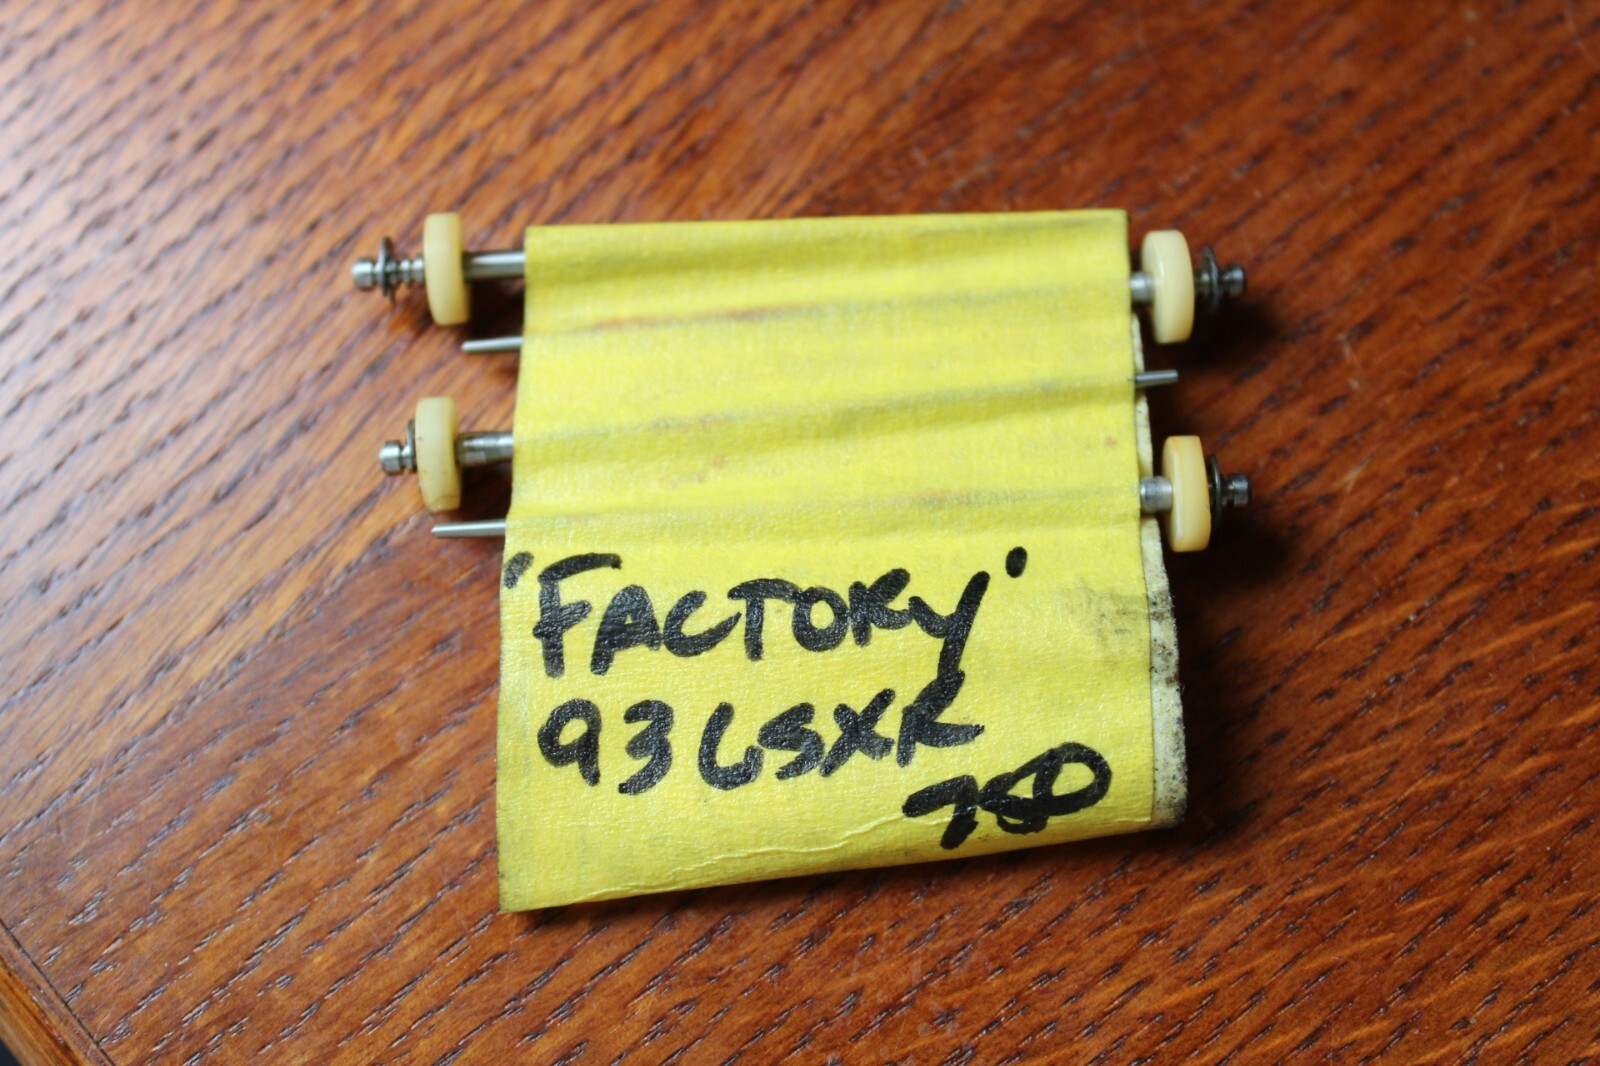 "FACTORY"
93 GSXR
750